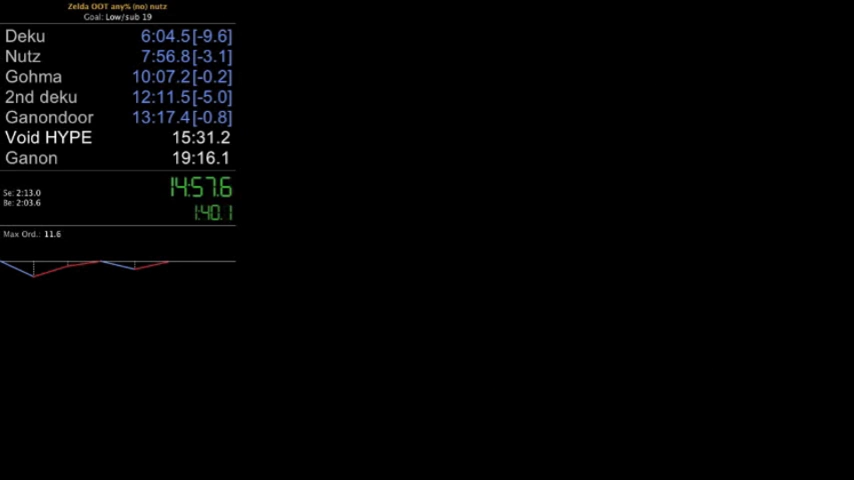 Zelda OOT any% (no) nutz
Goal: Low/sub 19
Deku 6:04.5[-9.6]
Nutz 7:56.8[-3.1]
Gohma 10:07.2[-0.2]
2nd deku 12:11.5[-5.0]
Ganondoor 13:17.4[-0.8]
Void HYPE 15:31.2
Ganon 19:16.1
14:57.6
Se: 2:13.0
Be: 2:03.6
1:40.1
Max Ord.: 11.6